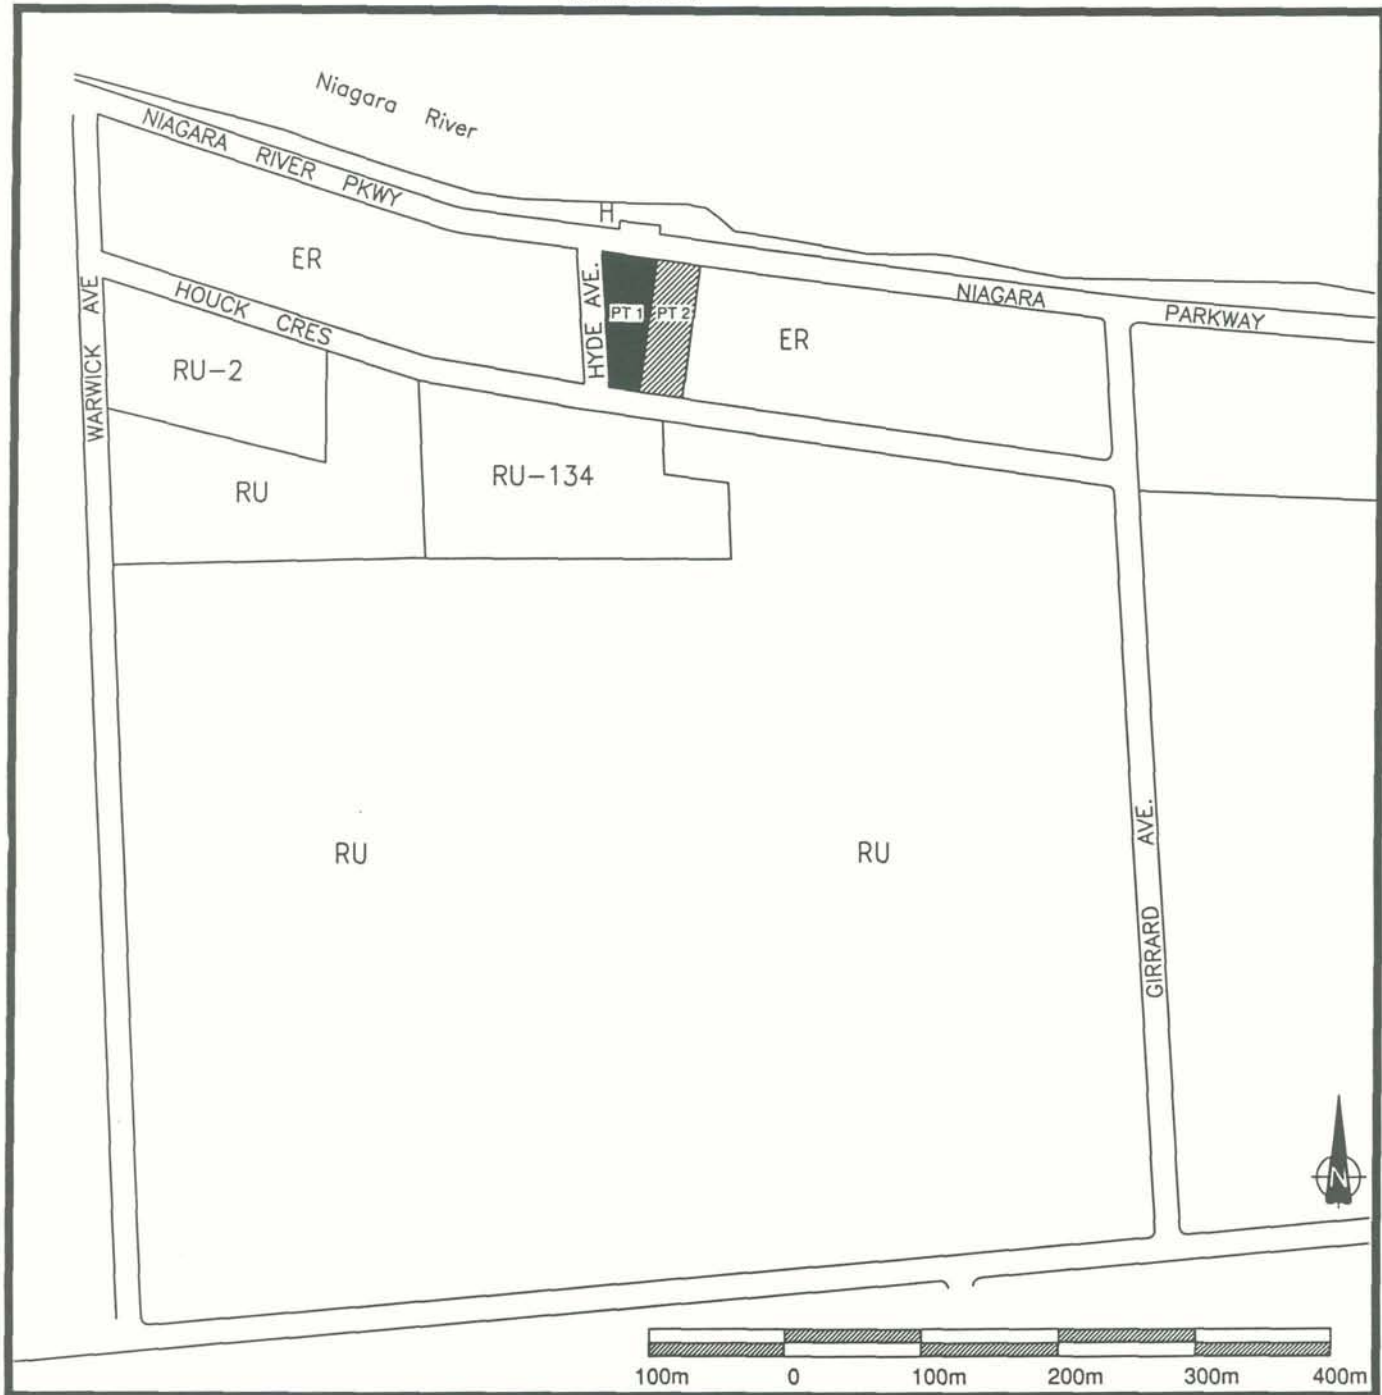 Niagara River
NIAGARA RIVER PKWY
H
ER
HOUCK CRES
WARWICK AVE
HYDE AVE.
PT 1
PT 2
NIAGARA PARKWAY
ER
RU-2
RU
RU-134
RU
RU
GIRRARD AVE.
N
100m 0 100m 200m 300m 400m